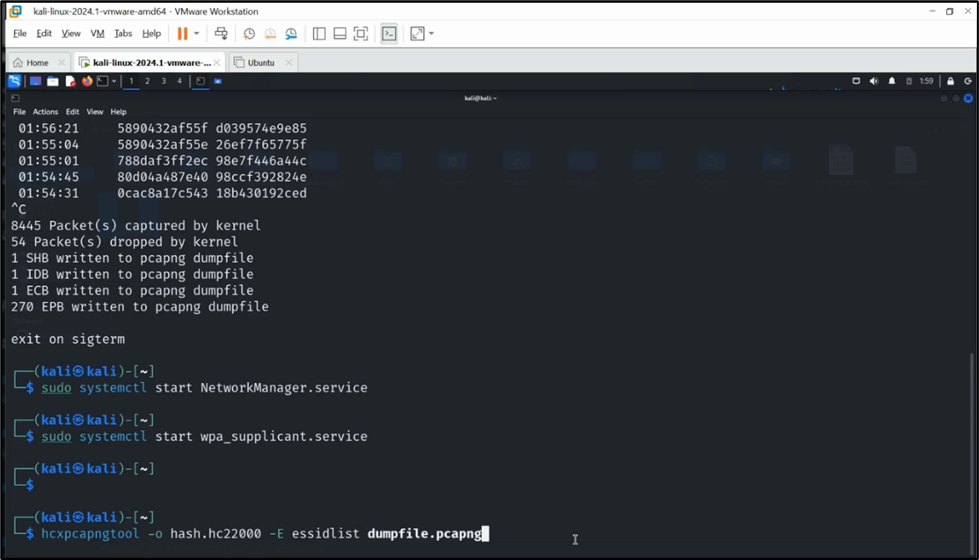 kali-linux-2024.1-vmware-amd64 - VMware Workstation
File Edit View VM Tabs Help
Home kali-linux-2024.1-vmware-... Ubuntu
1 2 3 4 1:59
kali@kali: ~
File Actions Edit View Help
01:56:21 5890432af55f d039574e9e85
01:55:04 5890432af55e 26ef7f65775f
01:55:01 788daf3ff2ec 98e7f446a44c
01:54:45 80d04a487e40 98ccf392824e
01:54:31 0cac8a17c543 18b430192ced
^C
8445 Packet(s) captured by kernel
54 Packet(s) dropped by kernel
1 SHB written to pcapng dumpfile
1 IDB written to pcapng dumpfile
1 ECB written to pcapng dumpfile
270 EPB written to pcapng dumpfile
exit on sigterm
┌──(kali㉿kali)-[~]
└─$ sudo systemctl start NetworkManager.service
┌──(kali㉿kali)-[~]
└─$ sudo systemctl start wpa_supplicant.service
┌──(kali㉿kali)-[~]
└─$
┌──(kali㉿kali)-[~]
└─$ hcxpcapngtool -o hash.hc22000 -E essidlist dumpfile.pcapng